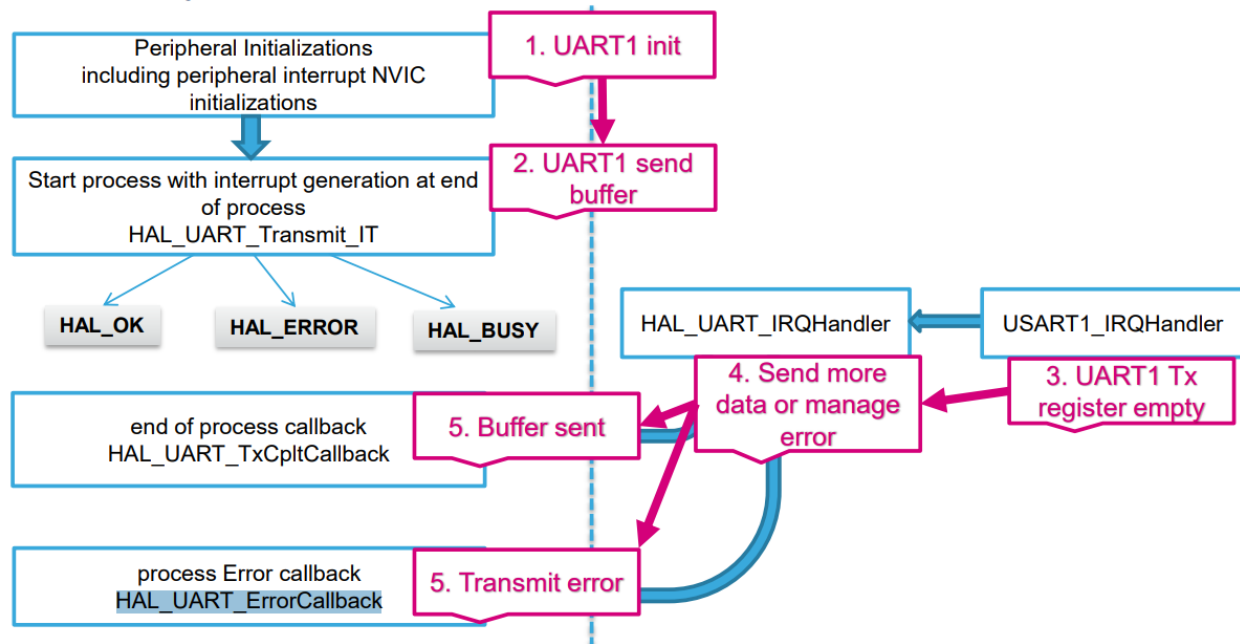 Peripheral Initializations
including peripheral interrupt NVIC
initializations
1. UART1 init
Start process with interrupt generation at end
of process
HAL_UART_Transmit_IT
2. UART1 send
buffer
HAL_OK
HAL_ERROR
HAL_BUSY
HAL_UART_IRQHandler
USART1_IRQHandler
4. Send more
data or manage
error
3. UART1 Tx
register empty
end of process callback
HAL_UART_TxCpltCallback
5. Buffer sent
process Error callback
HAL_UART_ErrorCallback
5. Transmit error